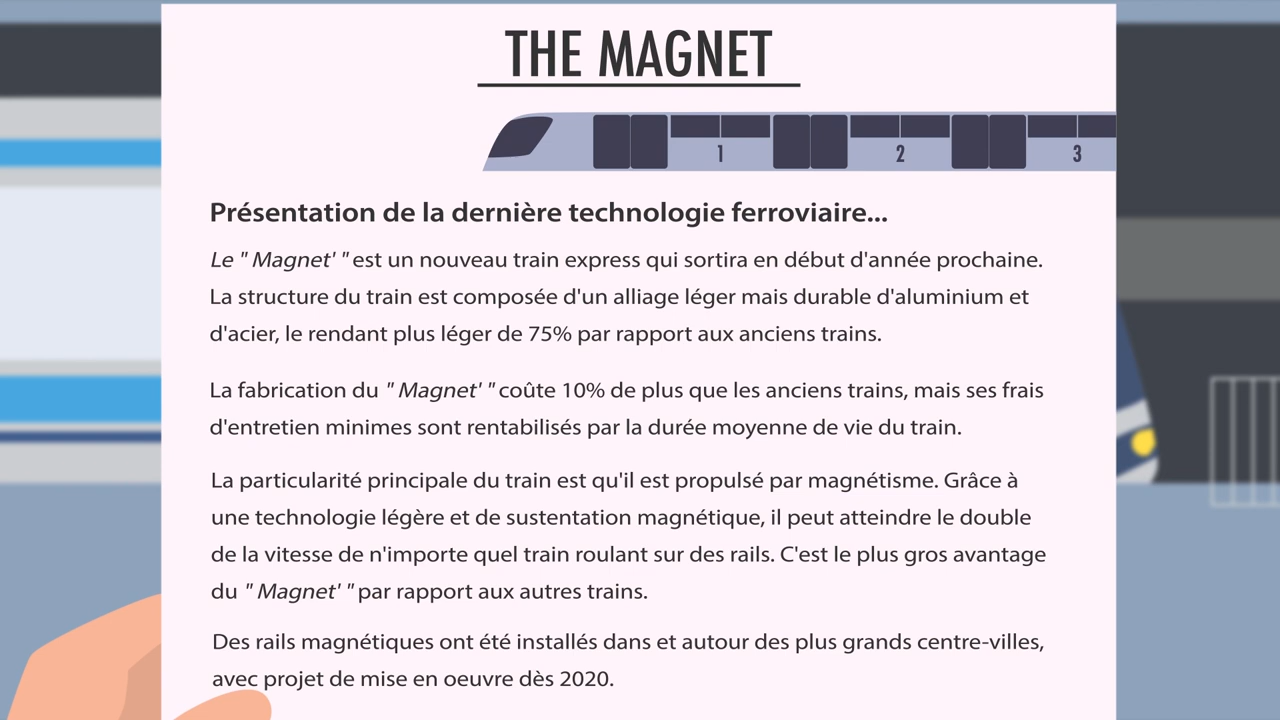 THE MAGNET
1 2 3
Présentation de la dernière technologie ferroviaire...
Le " Magnet' " est un nouveau train express qui sortira en début d'année prochaine.
La structure du train est composée d'un alliage léger mais durable d'aluminium et
d'acier, le rendant plus léger de 75% par rapport aux anciens trains.
La fabrication du " Magnet' " coûte 10% de plus que les anciens trains, mais ses frais
d'entretien minimes sont rentabilisés par la durée moyenne de vie du train.
La particularité principale du train est qu'il est propulsé par magnétisme. Grâce à
une technologie légère et de sustentation magnétique, il peut atteindre le double
de la vitesse de n'importe quel train roulant sur des rails. C'est le plus gros avantage
du " Magnet' " par rapport aux autres trains.
Des rails magnétiques ont été installés dans et autour des plus grands centre-villes,
avec projet de mise en oeuvre dès 2020.